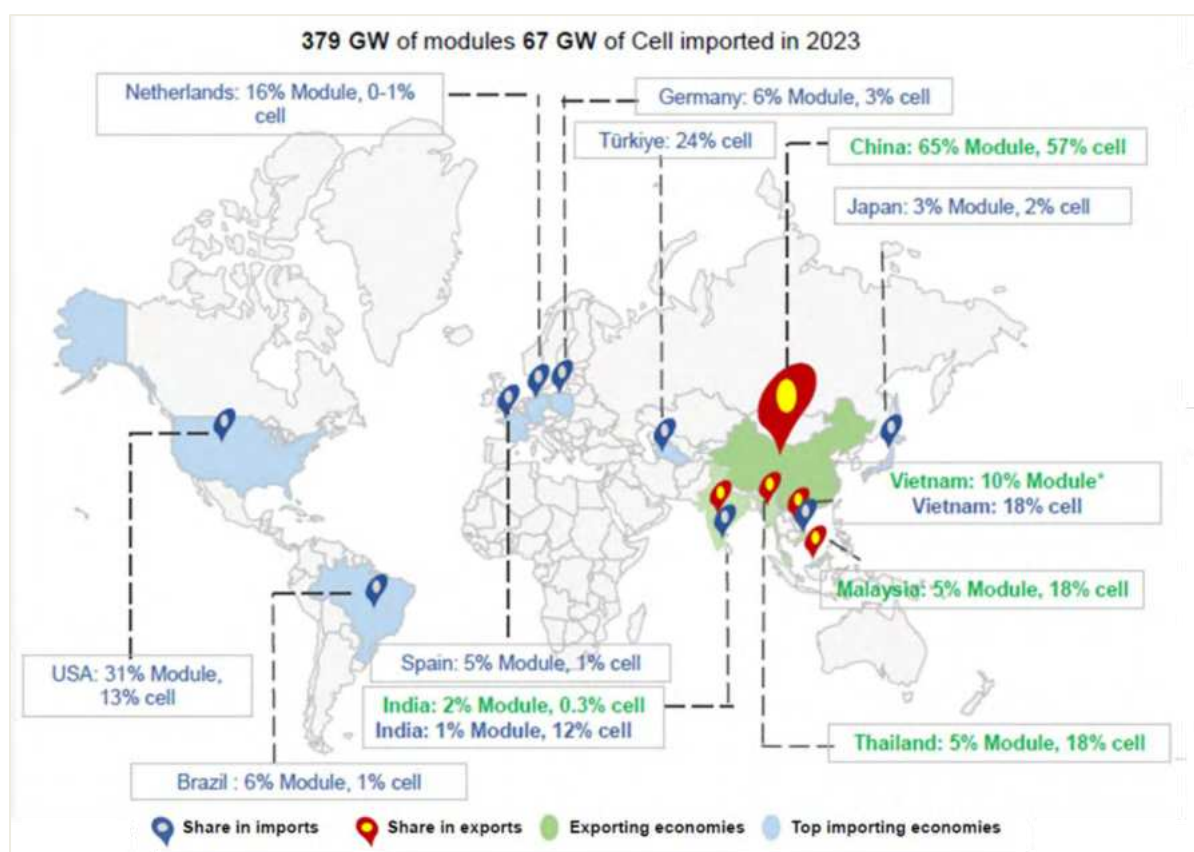 379 GW of modules 67 GW of Cell imported in 2023
Netherlands: 16% Module, 0-1%
cell
Germany: 6% Module, 3% cell
Türkiye: 24% cell
China: 65% Module, 57% cell
Japan: 3% Module, 2% cell
Vietnam: 10% Module*
Vietnam: 18% cell
Malaysia: 5% Module, 18% cell
USA: 31% Module,
13% cell
Spain: 5% Module, 1% cell
India: 2% Module, 0.3% cell
India: 1% Module, 12% cell
Thailand: 5% Module, 18% cell
Brazil : 6% Module, 1% cell
Share in imports
Share in exports
Exporting economies
Top importing economies